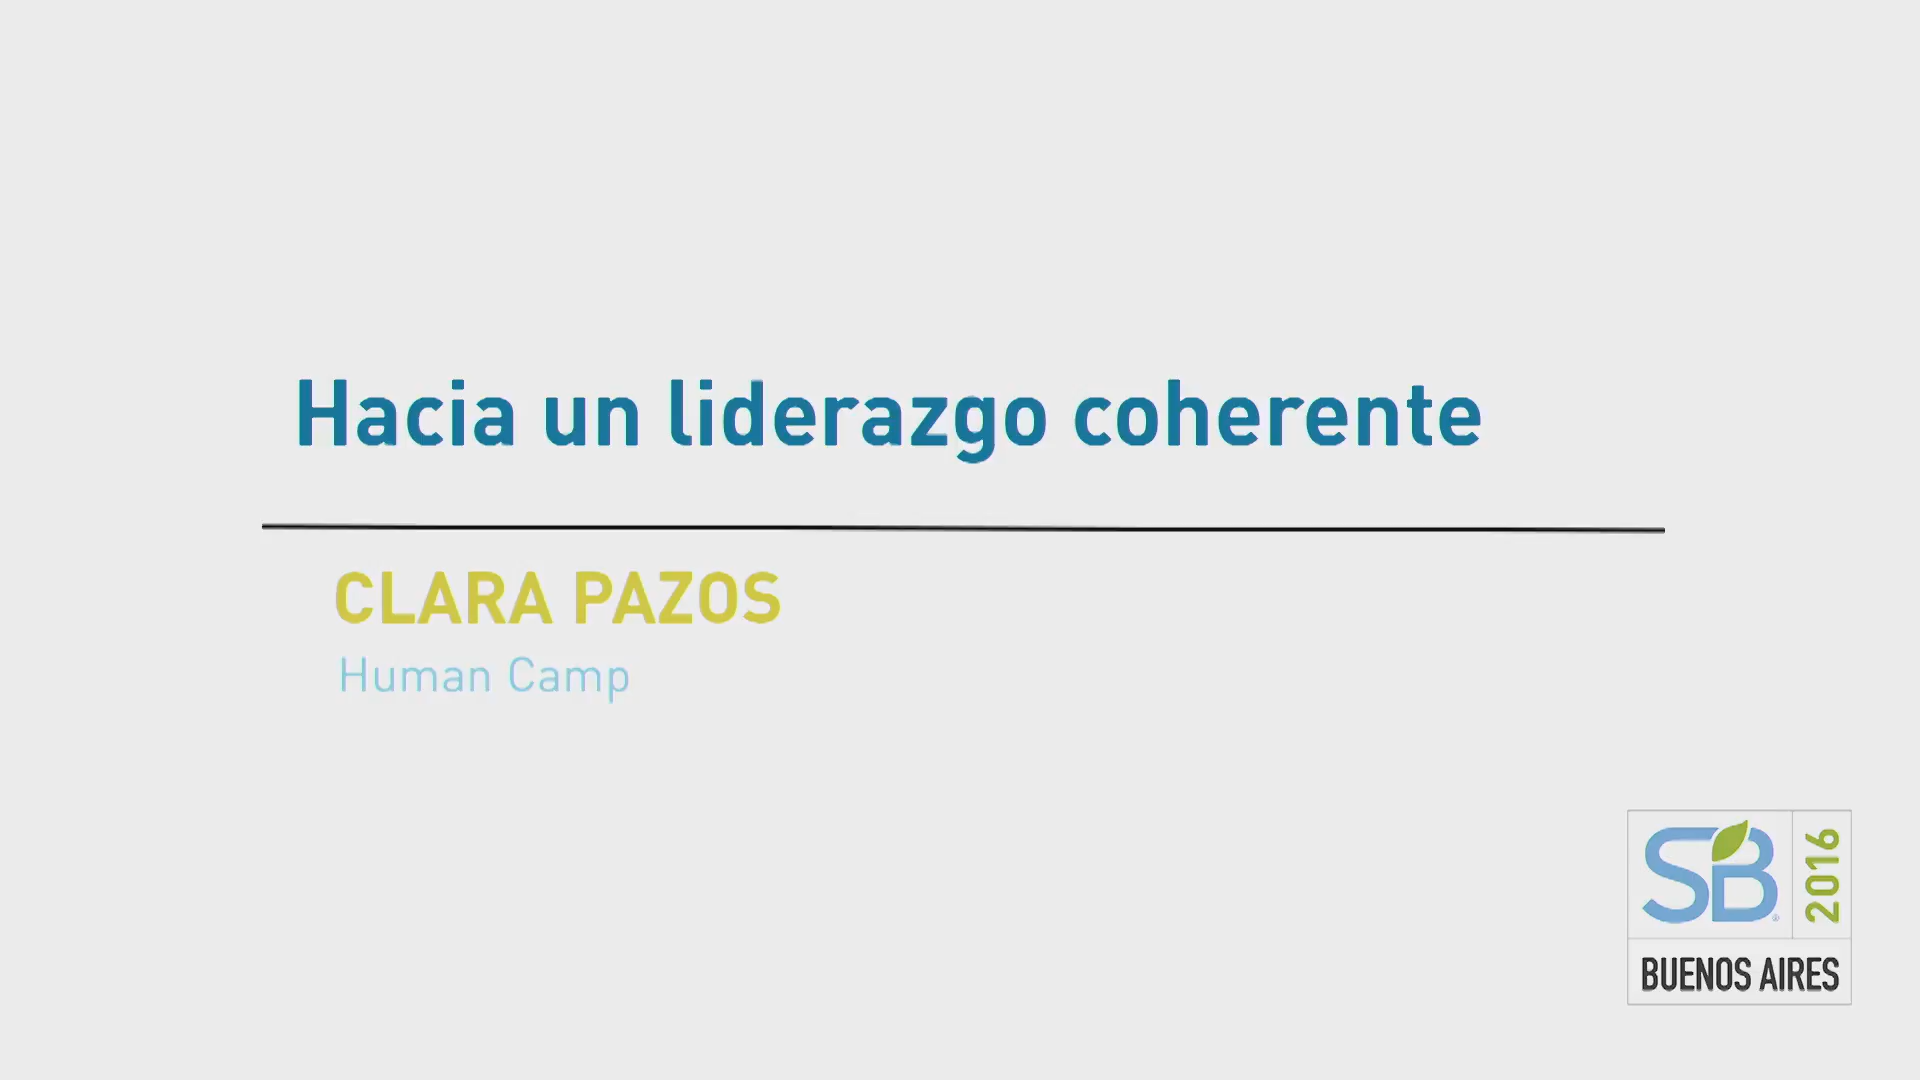 Hacia un liderazgo coherente
CLARA PAZOS
Human Camp
SB®
2016
BUENOS AIRES